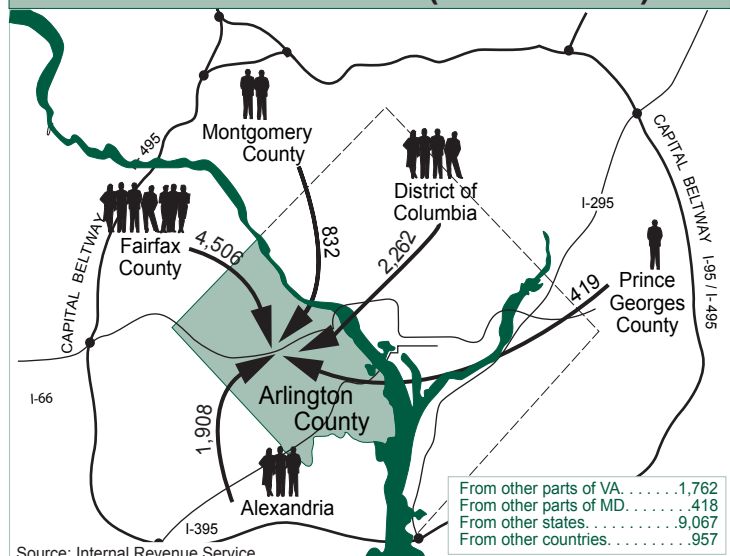 495
Montgomery
County
District of
Columbia
CAPITAL BELTWAY
I-95 / I-495
I-295
Fairfax
County
4,506
832
2,262
419
Prince
Georges
County
CAPITAL BELTWAY
I-66
Arlington
County
1,908
Alexandria
I-395
From other parts of VA.......1,762
From other parts of MD.......418
From other states...........9,067
From other countries.........957
Source: Internal Revenue Service